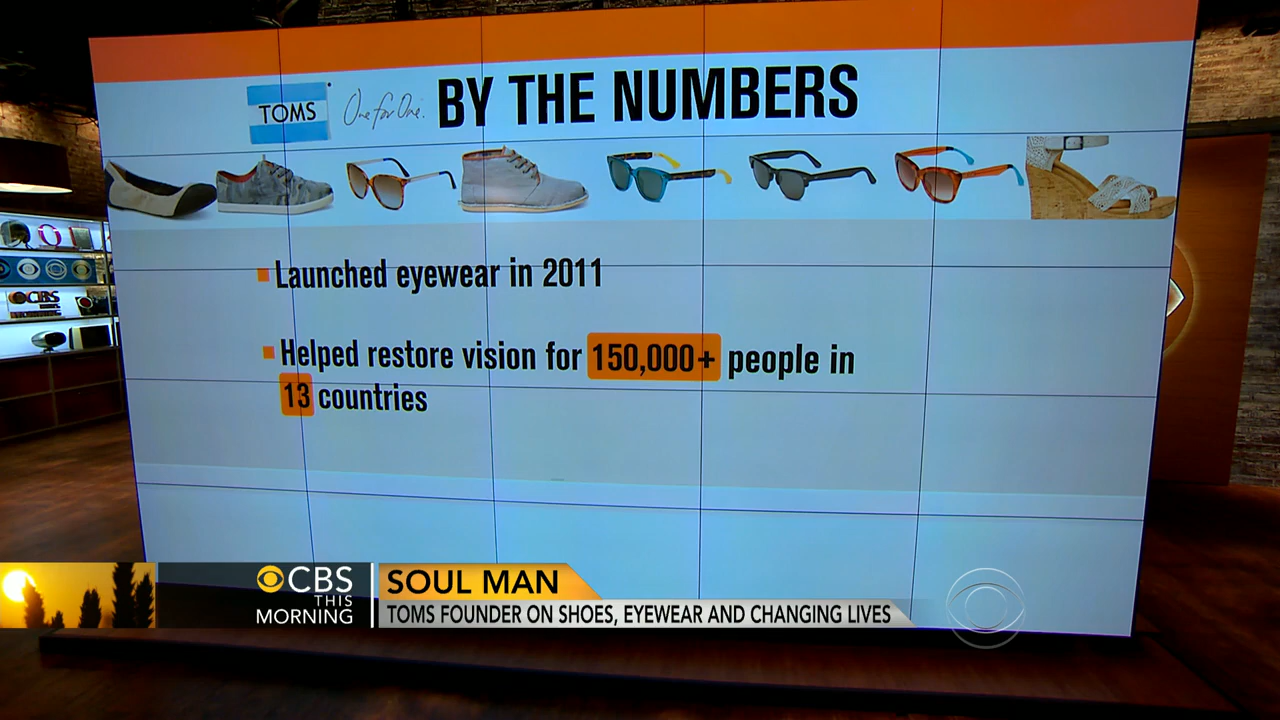 TOMS One for One. BY THE NUMBERS
Launched eyewear in 2011
Helped restore vision for 150,000+ people in
13 countries
CBS
CBS THIS MORNING
SOUL MAN
TOMS FOUNDER ON SHOES, EYEWEAR AND CHANGING LIVES